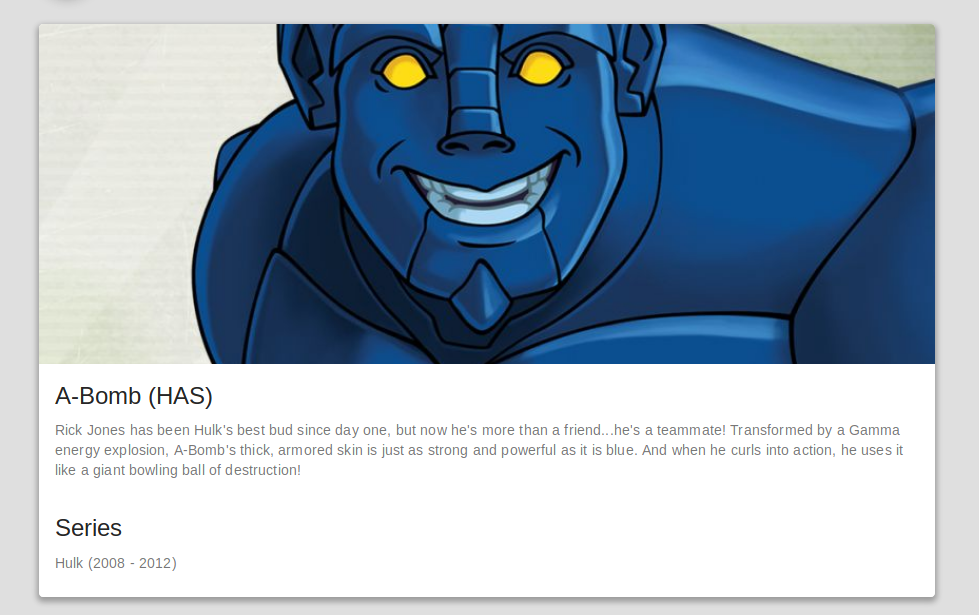 A-Bomb (HAS)
Rick Jones has been Hulk's best bud since day one, but now he's more than a friend...he's a teammate! Transformed by a Gamma
energy explosion, A-Bomb's thick, armored skin is just as strong and powerful as it is blue. And when he curls into action, he uses it
like a giant bowling ball of destruction!
Series
Hulk (2008 - 2012)